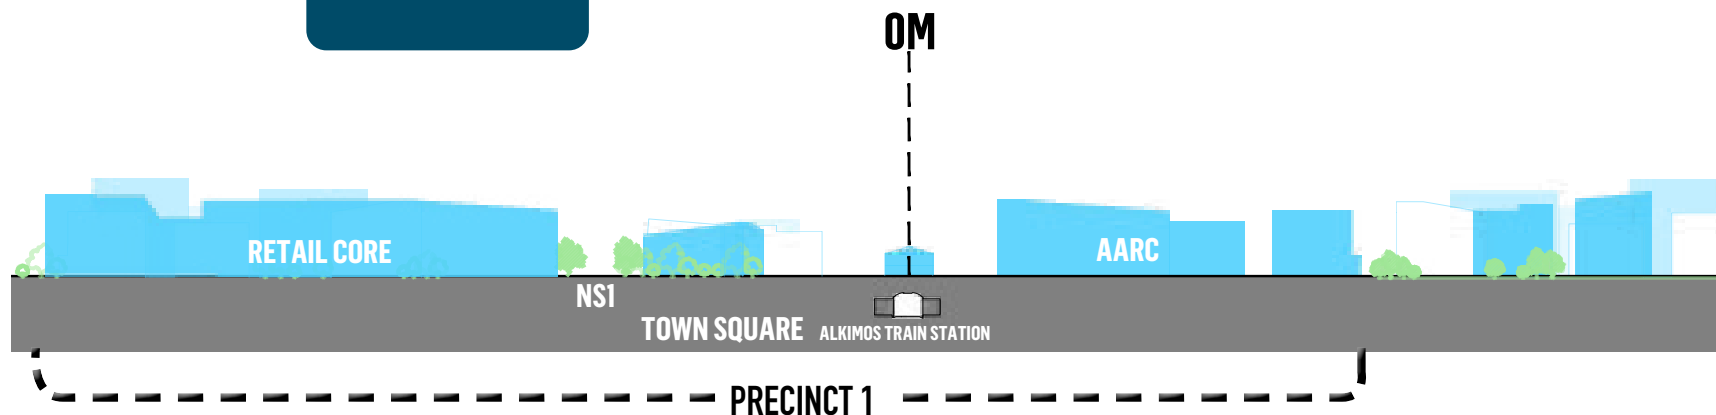 0M
RETAIL CORE
AARC
NS1
TOWN SQUARE
ALKIMOS TRAIN STATION
PRECINCT 1